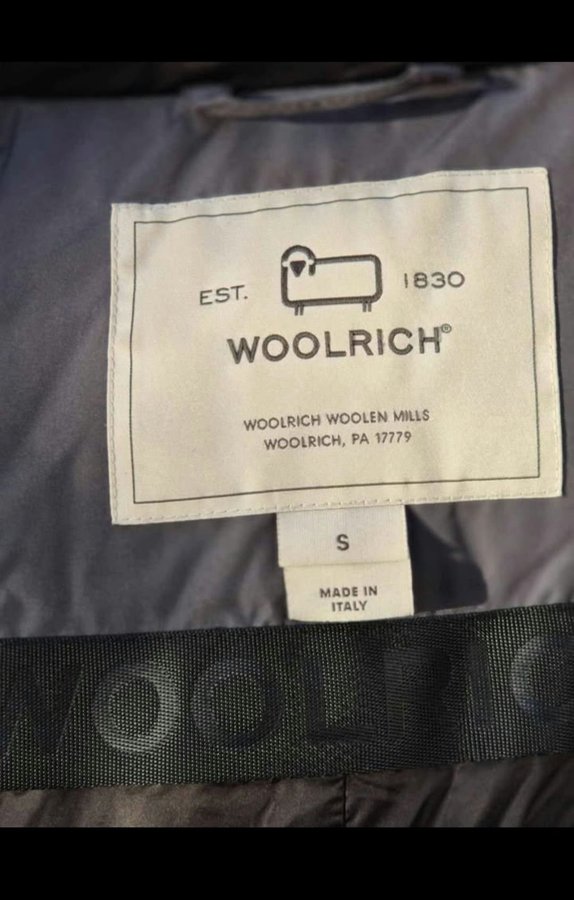 EST. 1830
WOOLRICH®
WOOLRICH WOOLEN MILLS
WOOLRICH, PA 17779
S
MADE IN
ITALY
WOOLRIC